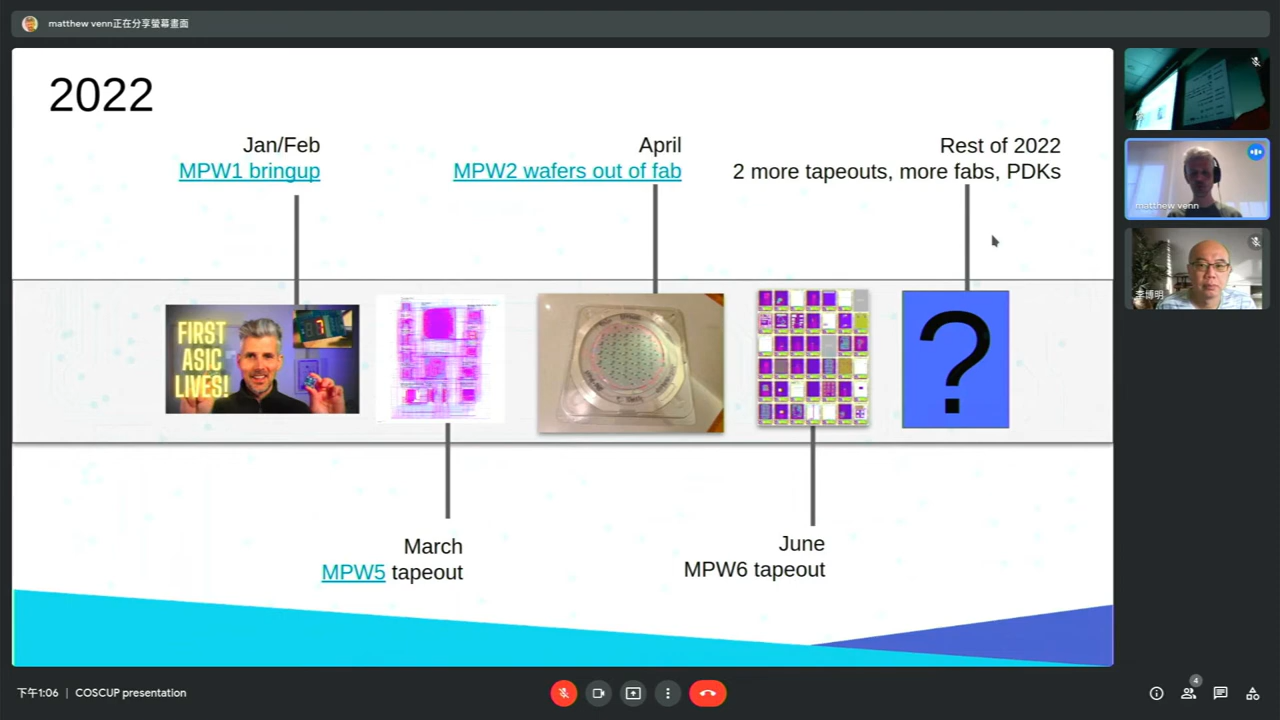 matthew venn正在分享螢幕畫面
2022
Jan/Feb
MPW1 bringup
April
MPW2 wafers out of fab
Rest of 2022
2 more tapeouts, more fabs, PDKs
FIRST
ASIC
LIVES!
?
March
MPW5 tapeout
June
MPW6 tapeout
matthew venn
李博明
下午1:06 | COSCUP presentation
4